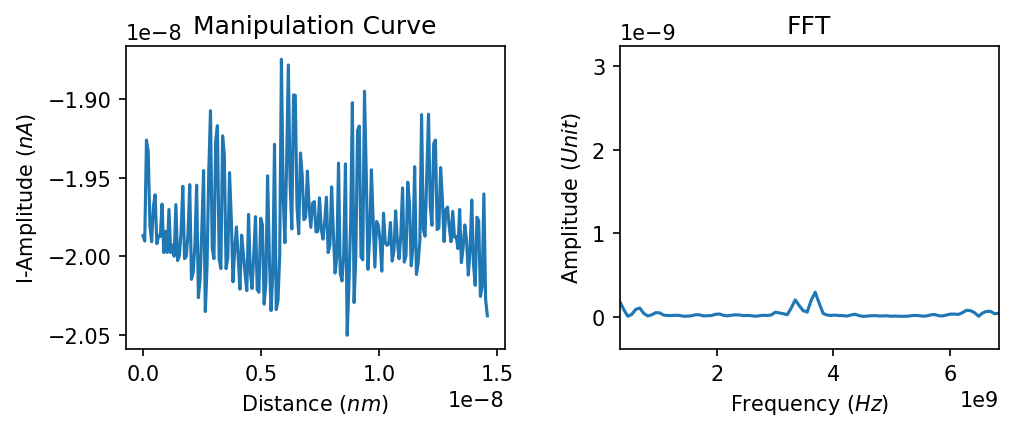 Manipulation Curve
1e−8
I-Amplitude (nA)
−1.90
−1.95
−2.00
−2.05
0.0 0.5 1.0 1.5
1e−8
Distance (nm)
FFT
1e−9
Amplitude (Unit)
3
2
1
0
2 4 6
1e9
Frequency (Hz)